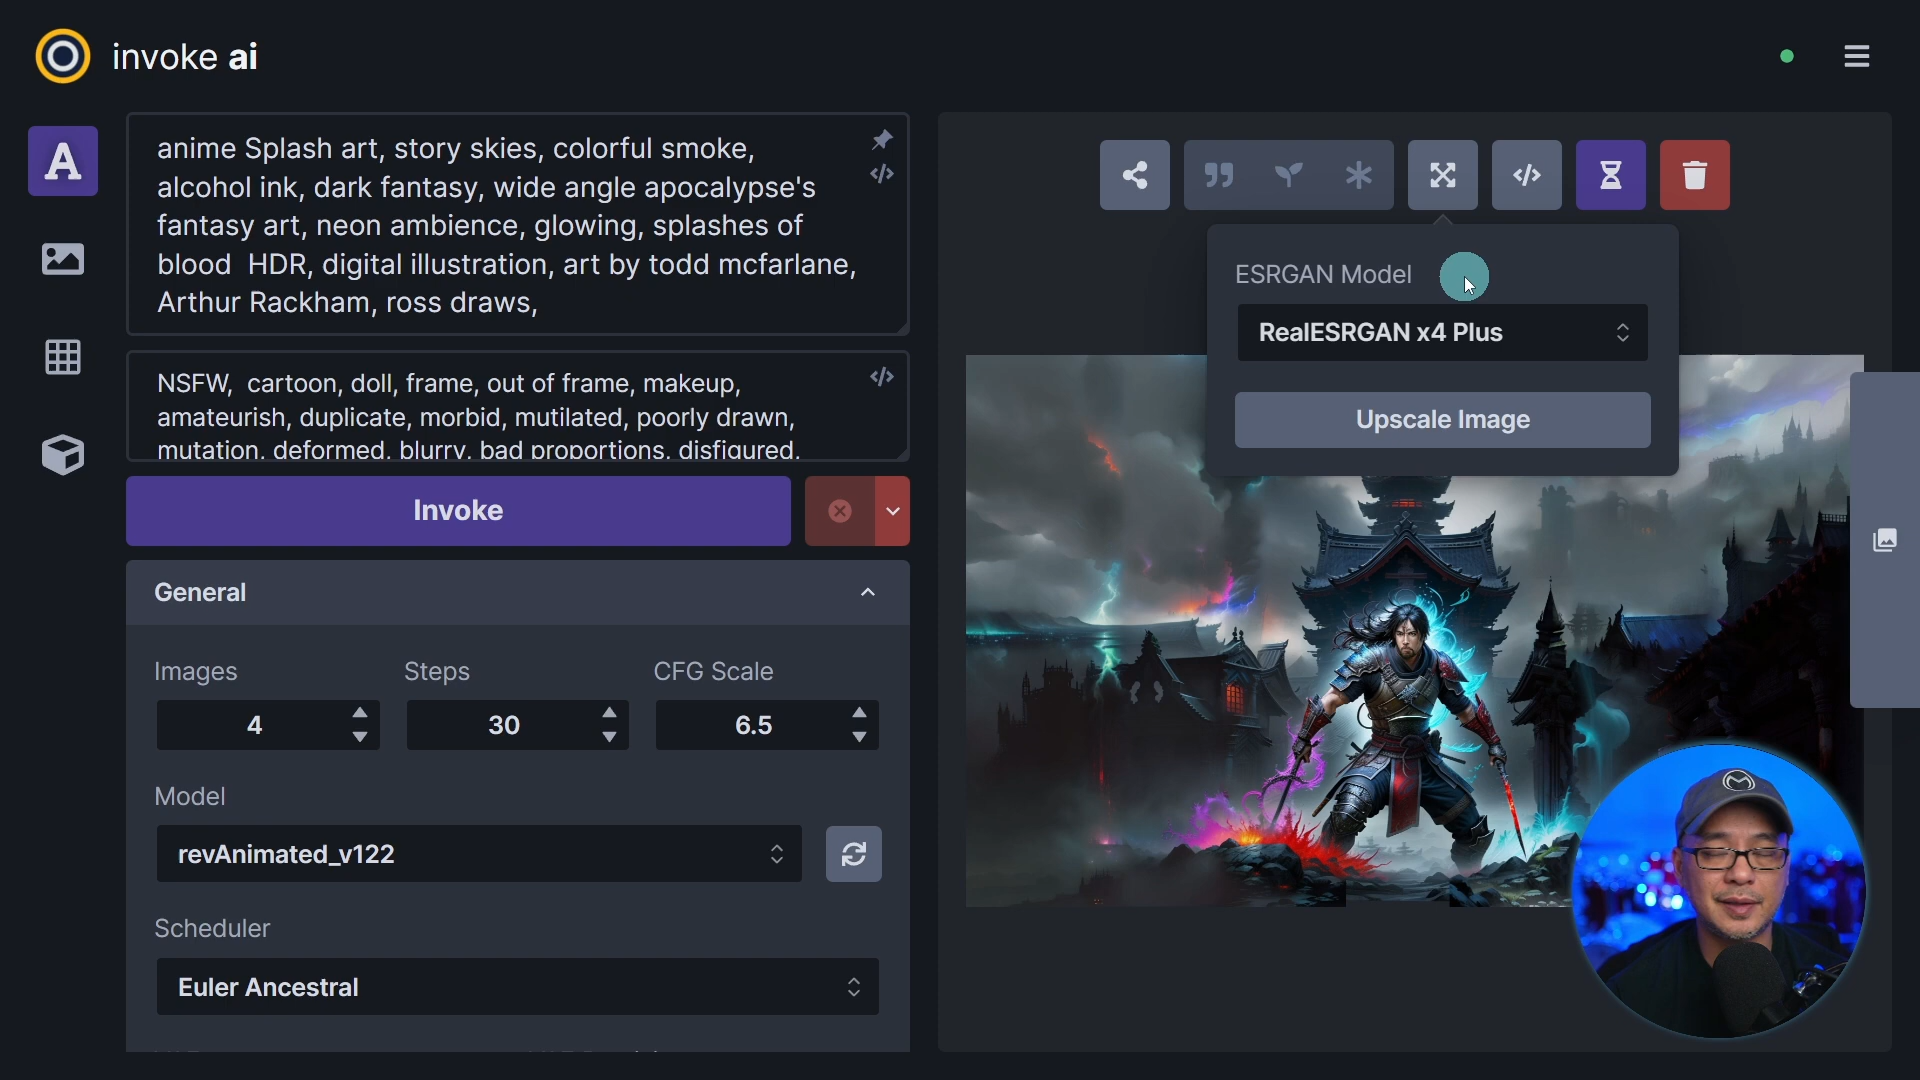 invoke ai
anime Splash art, story skies, colorful smoke,
alcohol ink, dark fantasy, wide angle apocalypse's
fantasy art, neon ambience, glowing, splashes of
blood  HDR, digital illustration, art by todd mcfarlane,
Arthur Rackham, ross draws,
NSFW,  cartoon, doll, frame, out of frame, makeup,
amateurish, duplicate, morbid, mutilated, poorly drawn,
mutation, deformed, blurry, bad proportions, disfigured,
Invoke
General
Images Steps CFG Scale
4 30 6.5
Model
revAnimated_v122
Scheduler
Euler Ancestral
ESRGAN Model
RealESRGAN x4 Plus
Upscale Image